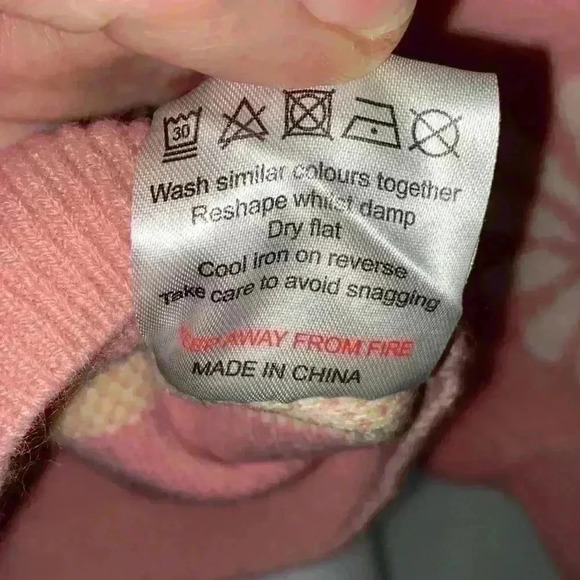 30
Wash similar colours together
Reshape whilst damp
Dry flat
Cool iron on reverse
Take care to avoid snagging
KEEP AWAY FROM FIRE
MADE IN CHINA